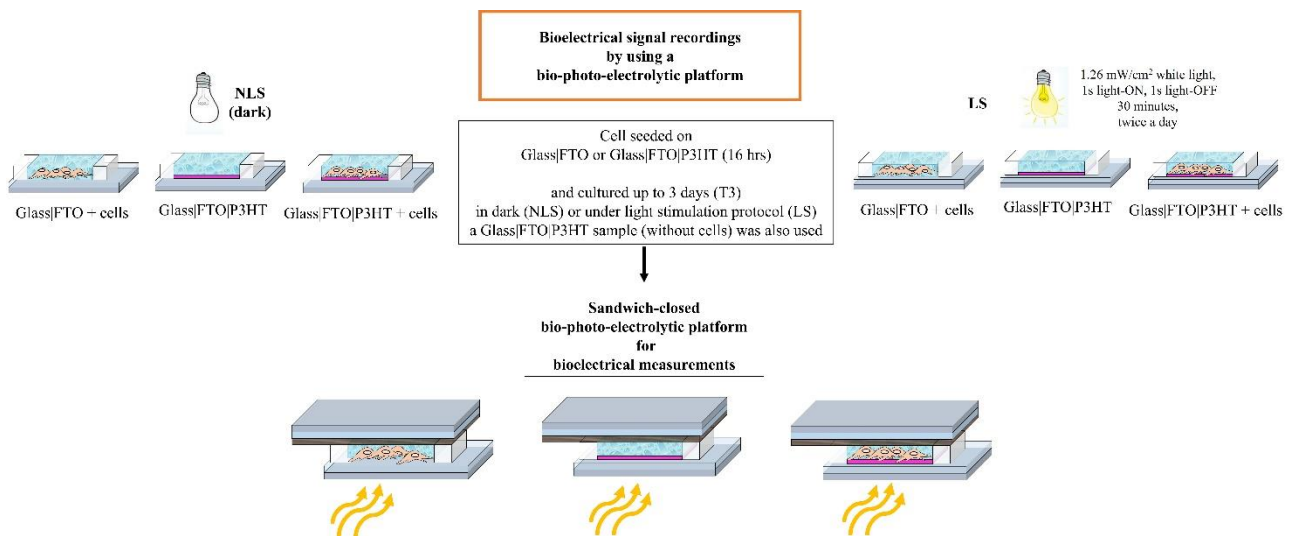 Bioelectrical signal recordings
by using a
bio-photo-electrolytic platform
NLS
(dark)
Glass|FTO + cells
Glass|FTO|P3HT
Glass|FTO|P3HT + cells
Cell seeded on
Glass|FTO or Glass|FTO|P3HT (16 hrs)
and cultured up to 3 days (T3)
in dark (NLS) or under light stimulation protocol (LS)
a Glass|FTO|P3HT sample (without cells) was also used
LS
1.26 mW/cm² white light,
1s light-ON, 1s light-OFF
30 minutes,
twice a day
Glass|FTO + cells
Glass|FTO|P3HT
Glass|FTO|P3HT + cells
Sandwich-closed
bio-photo-electrolytic platform
for
bioelectrical measurements